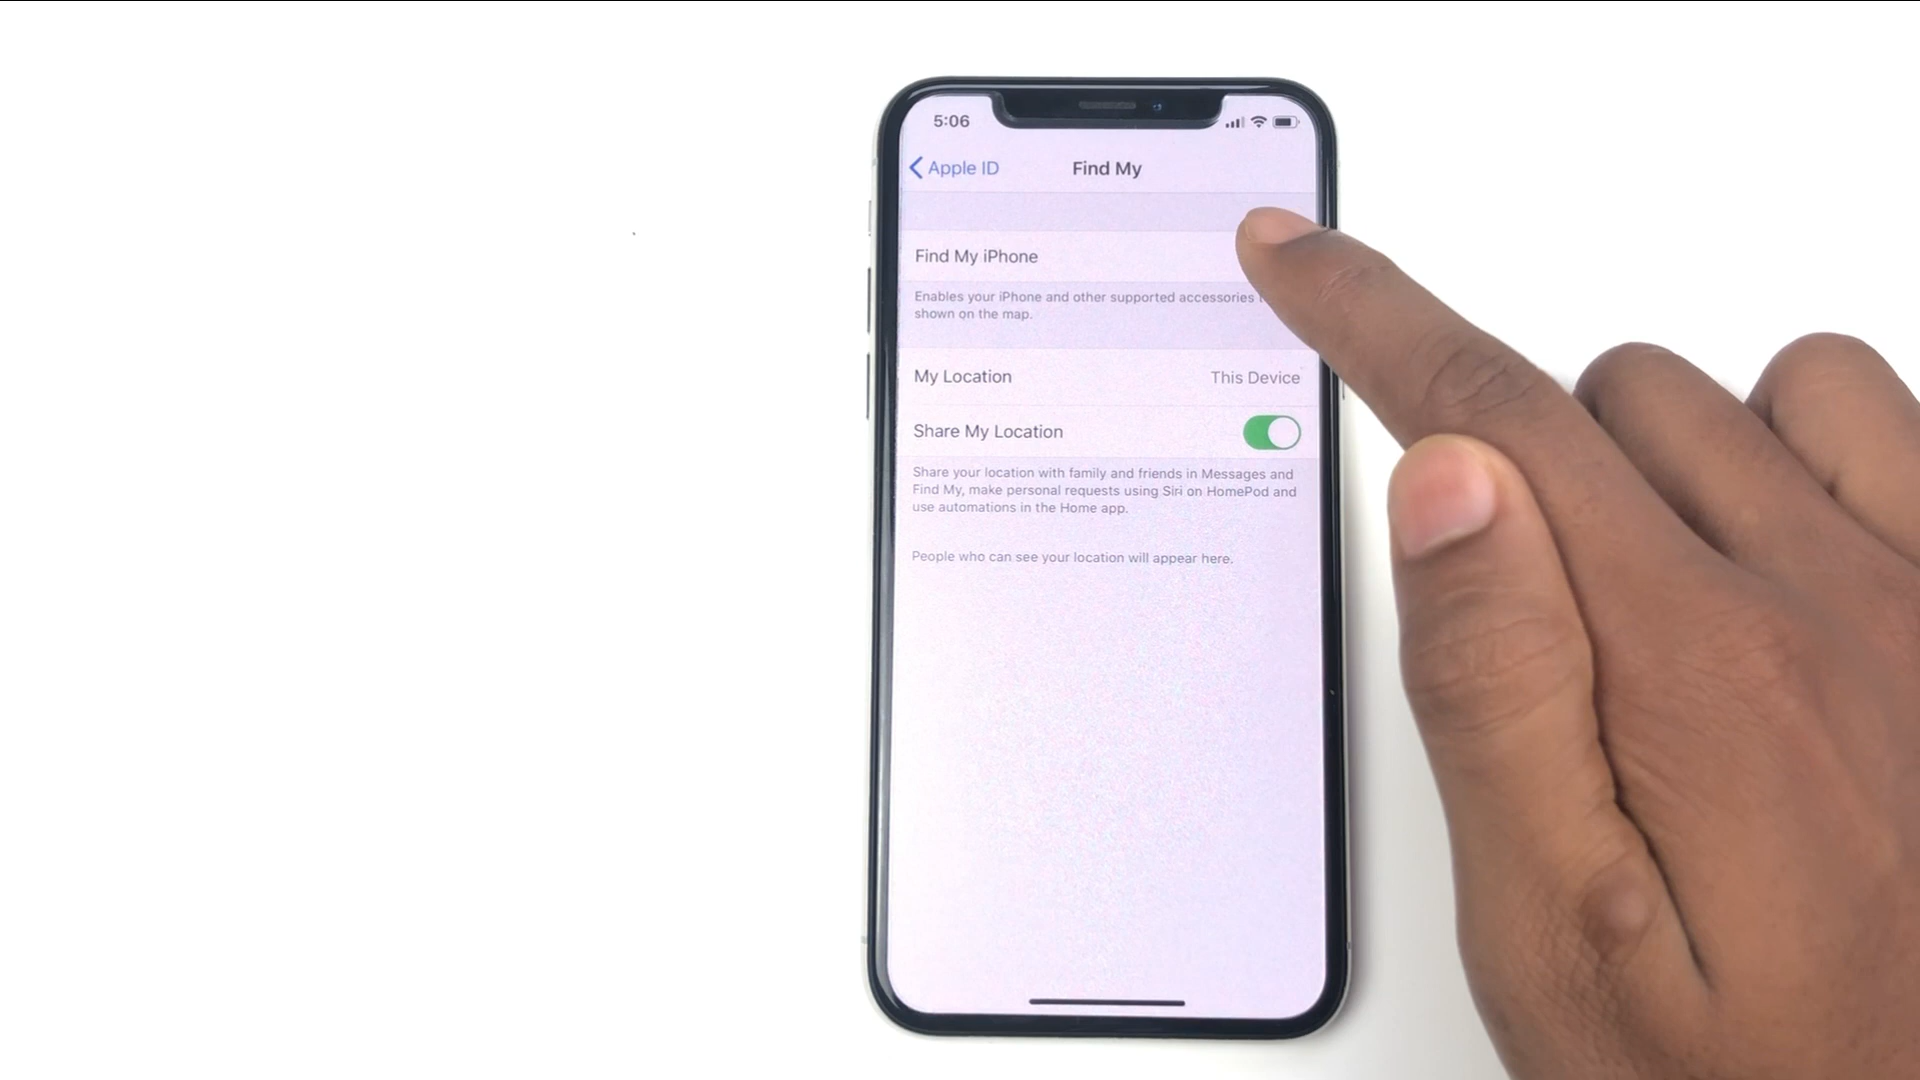 5:06
Apple ID
Find My
Find My iPhone
Enables your iPhone and other supported accessories
shown on the map.
My Location
This Device
Share My Location
Share your location with family and friends in Messages and
Find My, make personal requests using Siri on HomePod and
use automations in the Home app.
People who can see your location will appear here.